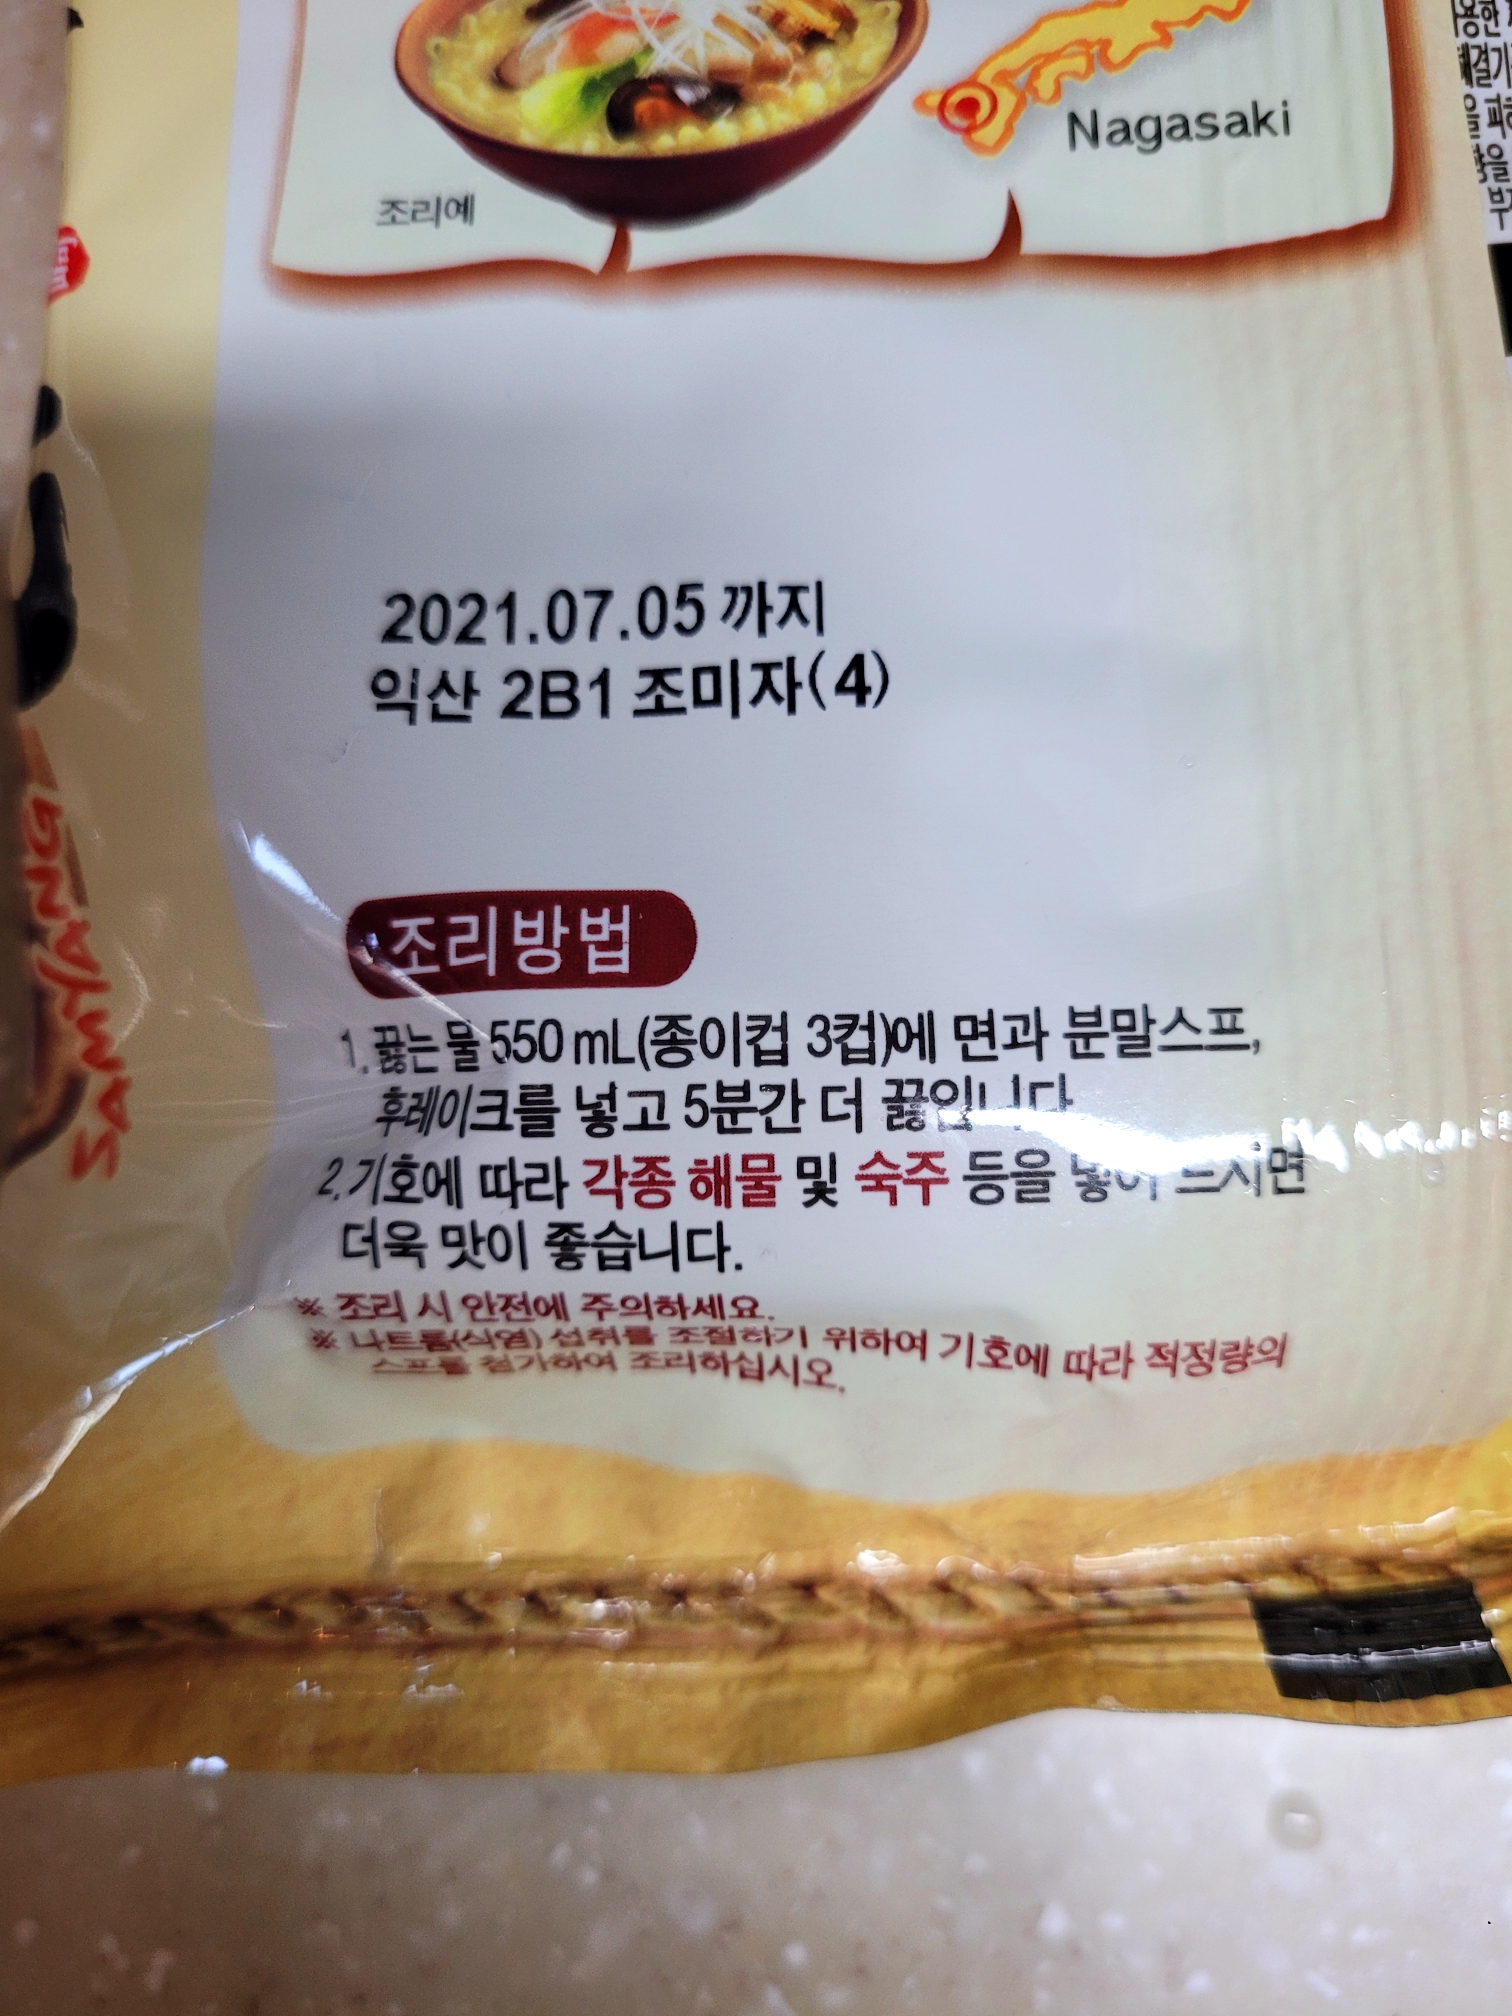 Nagasaki
조리예
2021.07.05 까지
익산 2B1 조미자(4)
SAMYANG
조리방법
1. 끓는 물 550 mL(종이컵 3컵)에 면과 분말스프,
후레이크를 넣고 5분간 더 끓입니다
2. 기호에 따라 각종 해물 및 숙주 등을 넣어 드시면
더욱 맛이 좋습니다.
※ 조리 시 안전에 주의하세요.
※ 나트륨(식염) 섭취를 조절하기 위하여 기호에 따라 적정량의
스프를 첨가하여 조리하십시오.